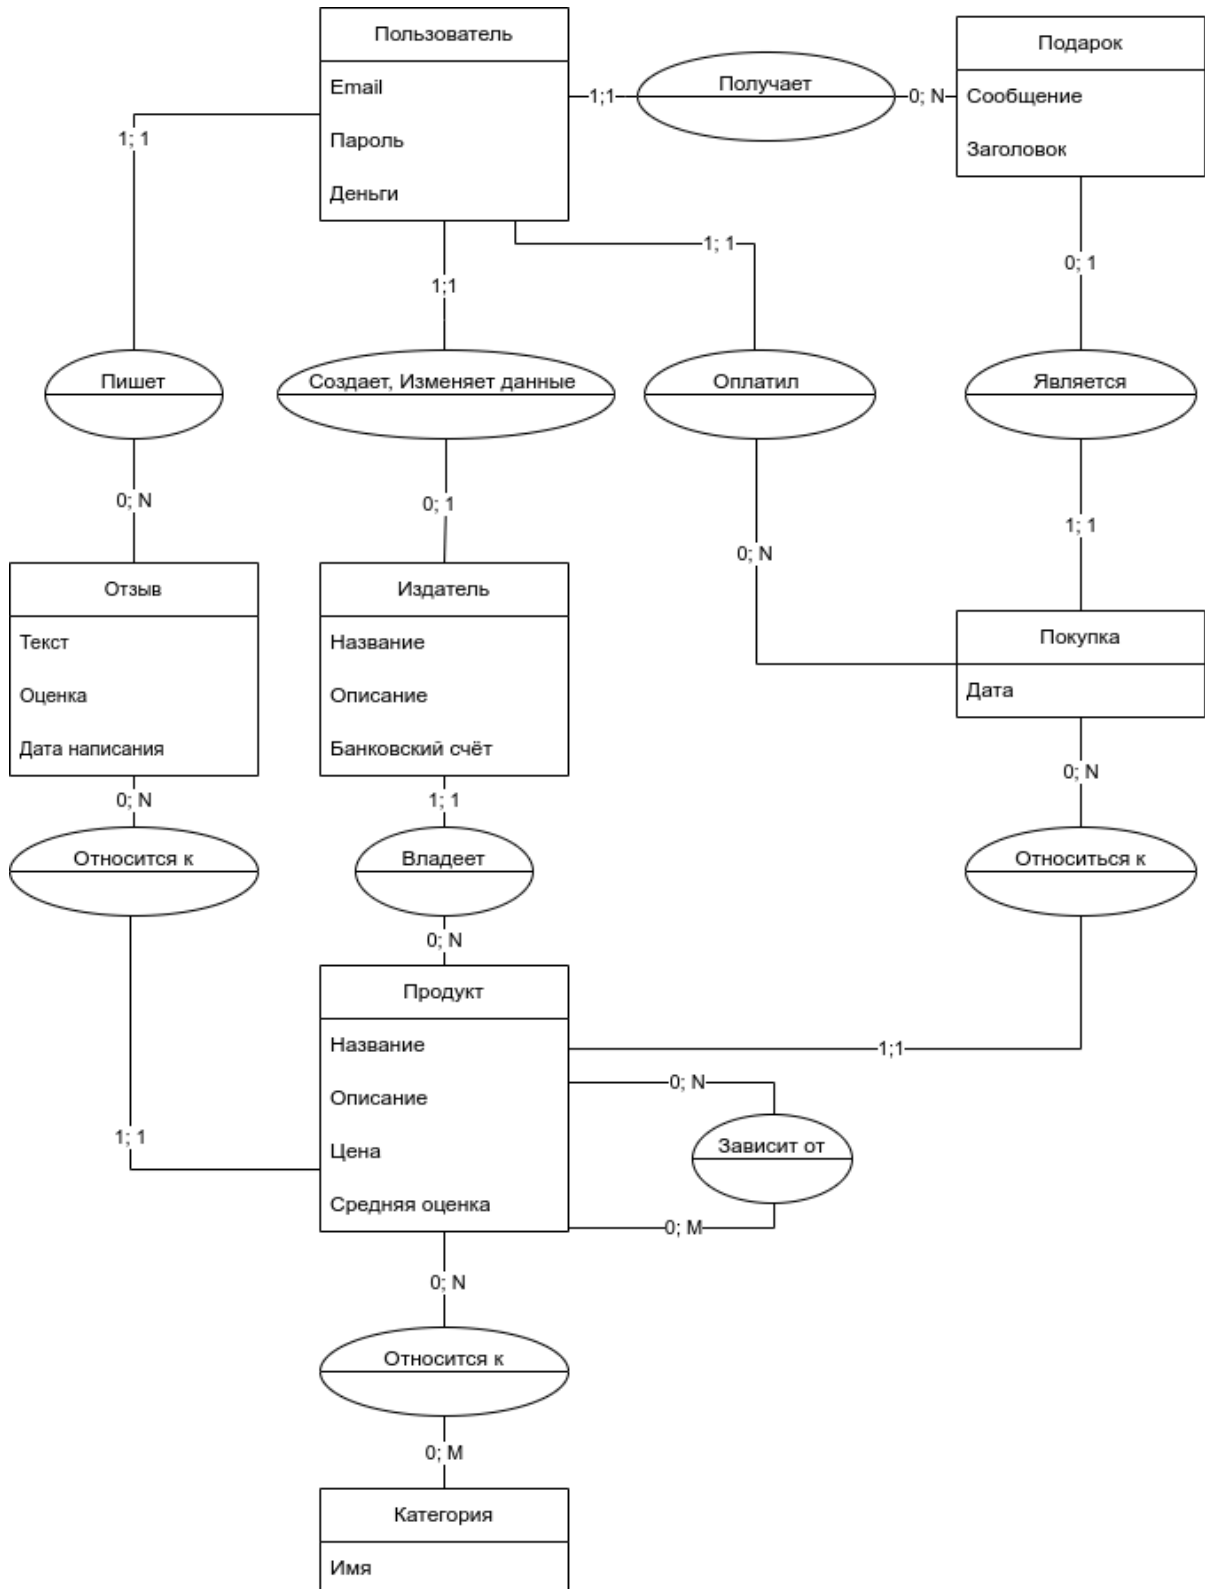 Пользователь
Email
Пароль
Деньги
1;1
Получает
0; N
Подарок
Сообщение
Заголовок
1; 1
1;1
1; 1
0; 1
Пишет
Создает, Изменяет данные
Оплатил
Является
0; N
0; 1
0; N
1; 1
Отзыв
Текст
Оценка
Дата написания
Издатель
Название
Описание
Банковский счёт
Покупка
Дата
0; N
1; 1
0; N
Относится к
Владеет
Относиться к
0; N
Продукт
Название
Описание
Цена
Средняя оценка
1;1
0; N
Зависит от
0; M
1; 1
0; N
Относится к
0; M
Категория
Имя